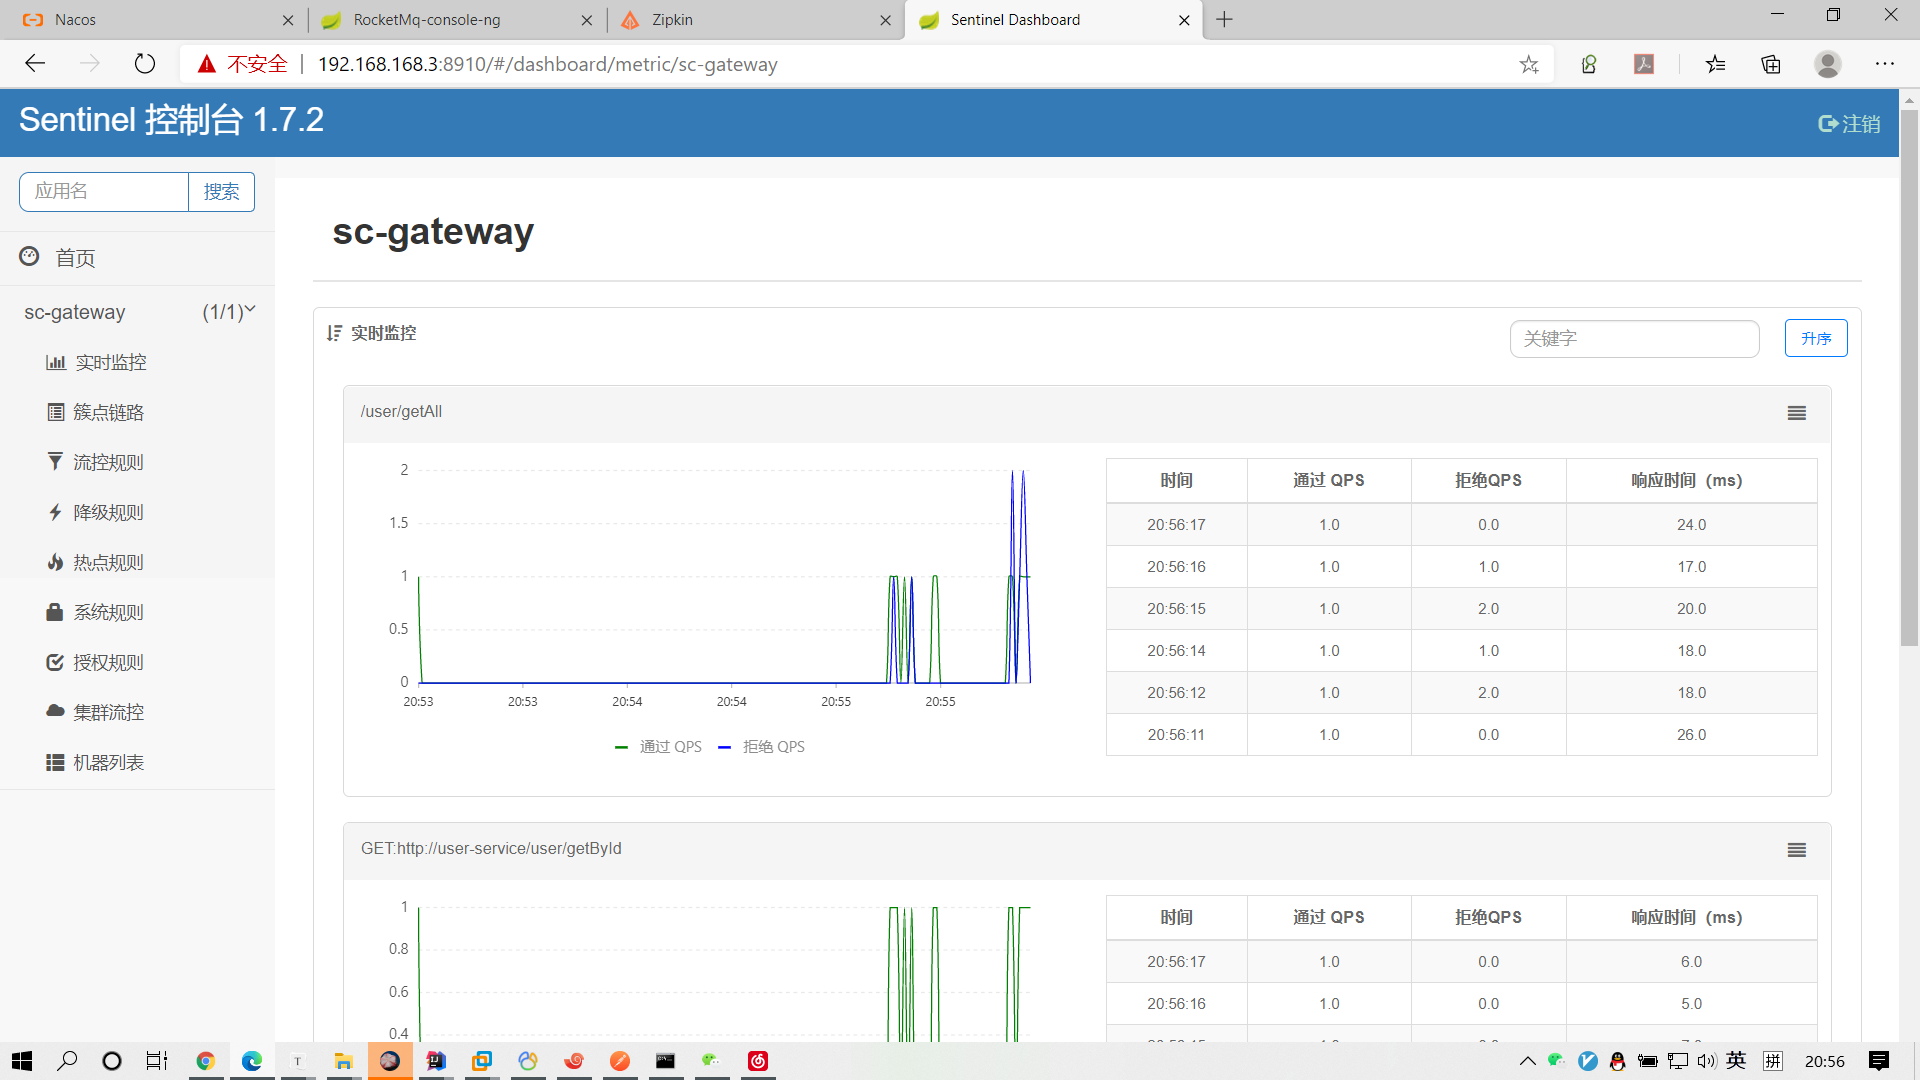 Nacos
RocketMq-console-ng
Zipkin
Sentinel Dashboard
不安全
192.168.168.3:8910/#/dashboard/metric/sc-gateway
Sentinel 控制台 1.7.2
注销
应用名
搜索
首页
sc-gateway (1/1)
实时监控
簇点链路
流控规则
降级规则
热点规则
系统规则
授权规则
集群流控
机器列表
sc-gateway
实时监控
关键字
升序
/user/getAll
2
1.5
1
0.5
0
20:53 20:53 20:54 20:54 20:55 20:55
通过 QPS 拒绝 QPS
时间 通过 QPS 拒绝QPS 响应时间 (ms)
20:56:17 1.0 0.0 24.0
20:56:16 1.0 1.0 17.0
20:56:15 1.0 2.0 20.0
20:56:14 1.0 1.0 18.0
20:56:12 1.0 2.0 18.0
20:56:11 1.0 0.0 26.0
GET:http://user-service/user/getById
1
0.8
0.6
0.4
时间 通过 QPS 拒绝QPS 响应时间 (ms)
20:56:17 1.0 0.0 6.0
20:56:16 1.0 0.0 5.0
英
拼
20:56